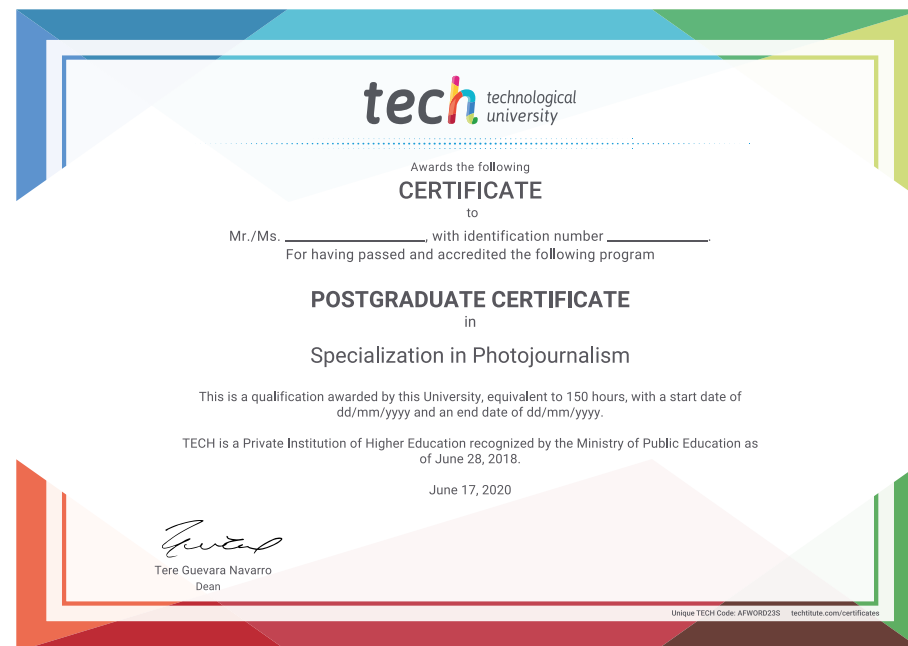 tech technological
university
Awards the following
CERTIFICATE
to
Mr./Ms. ____________________, with identification number ______________.
For having passed and accredited the following program
POSTGRADUATE CERTIFICATE
in
Specialization in Photojournalism
This is a qualification awarded by this University, equivalent to 150 hours, with a start date of
dd/mm/yyyy and an end date of dd/mm/yyyy.
TECH is a Private Institution of Higher Education recognized by the Ministry of Public Education as
of June 28, 2018.
June 17, 2020
Tere Guevara Navarro
Dean
Unique TECH Code: AFWORD23S techtitute.com/certificates